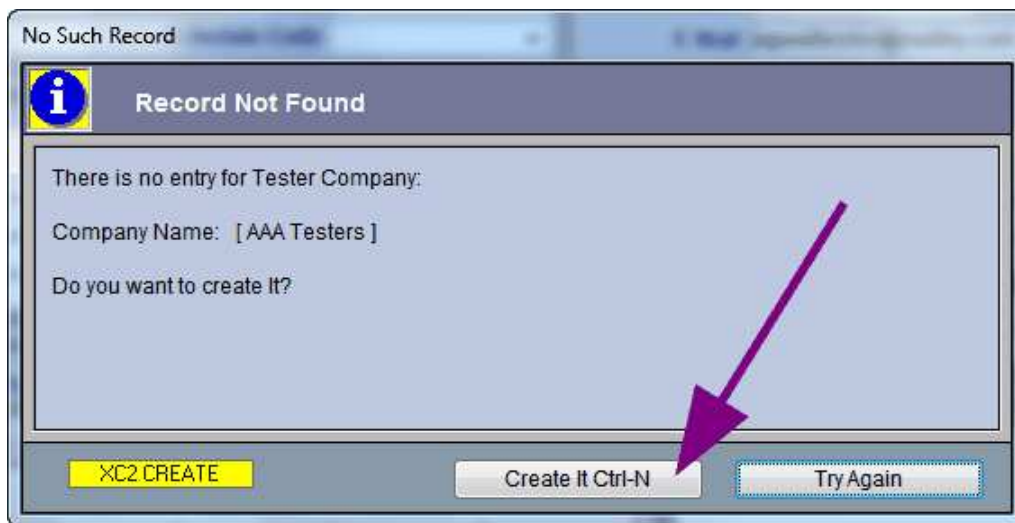 No Such Record
Record Not Found
There is no entry for Tester Company:
Company Name: [ AAA Testers ]
Do you want to create It?
XC2 CREATE
Create It Ctrl-N
Try Again